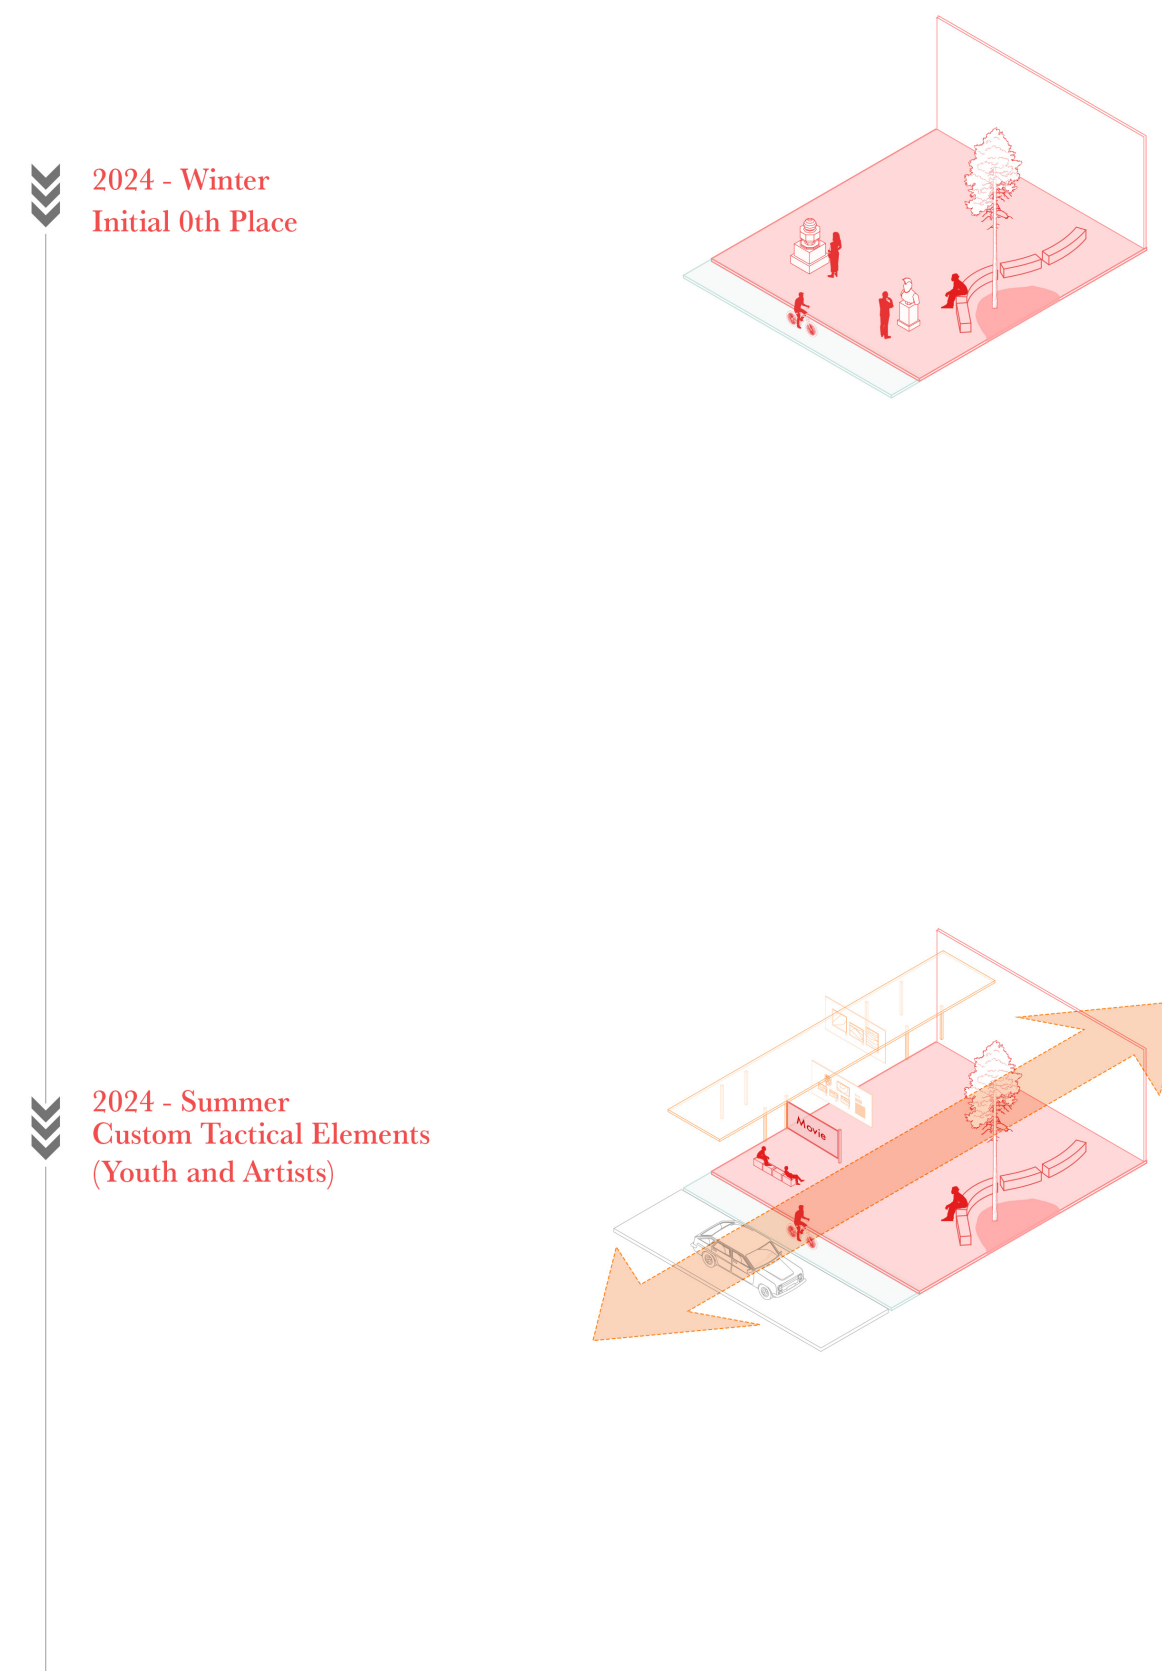 2024 - Winter
Initial 0th Place
2024 - Summer
Custom Tactical Elements
(Youth and Artists)
Movie